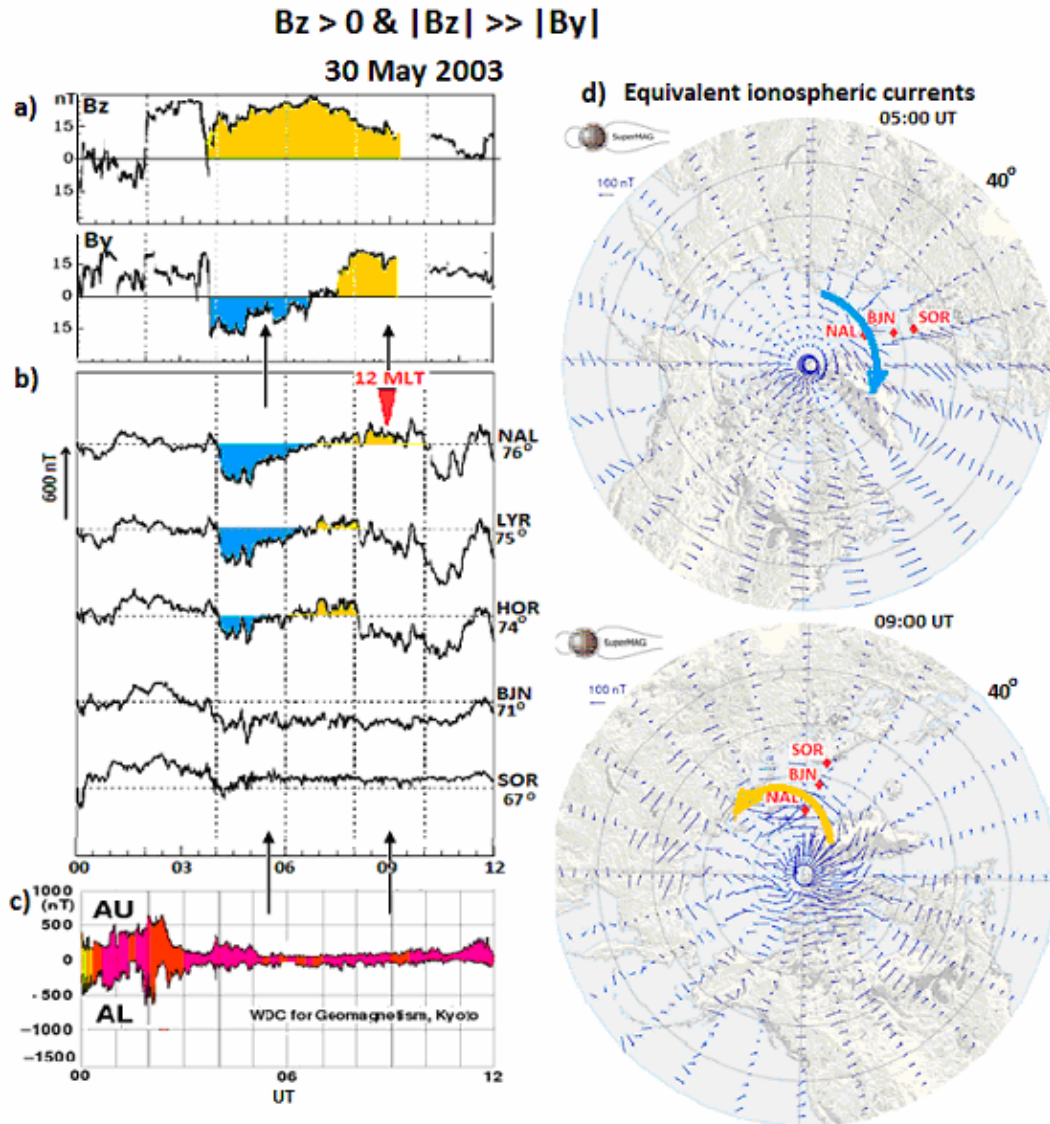 Bz > 0 & |Bz| >> |By|
30 May 2003
a)
nT
Bz
15
0
15
By
15
0
15
b)
12 MLT
600 nT
NAL
76°
LYR
75°
HOR
74°
BJN
71°
SOR
67°
00 03 06 09 12
c)
1000
(nT)
500
0
-500
-1000
-1500
AU
AL
WDC for Geomagnetism, Kyoto
00 06 12
UT
d) Equivalent ionospheric currents
05:00 UT
SuperMAG
100 nT
40°
NAL
BJN
SOR
09:00 UT
SuperMAG
100 nT
40°
SOR
BJN
NAL